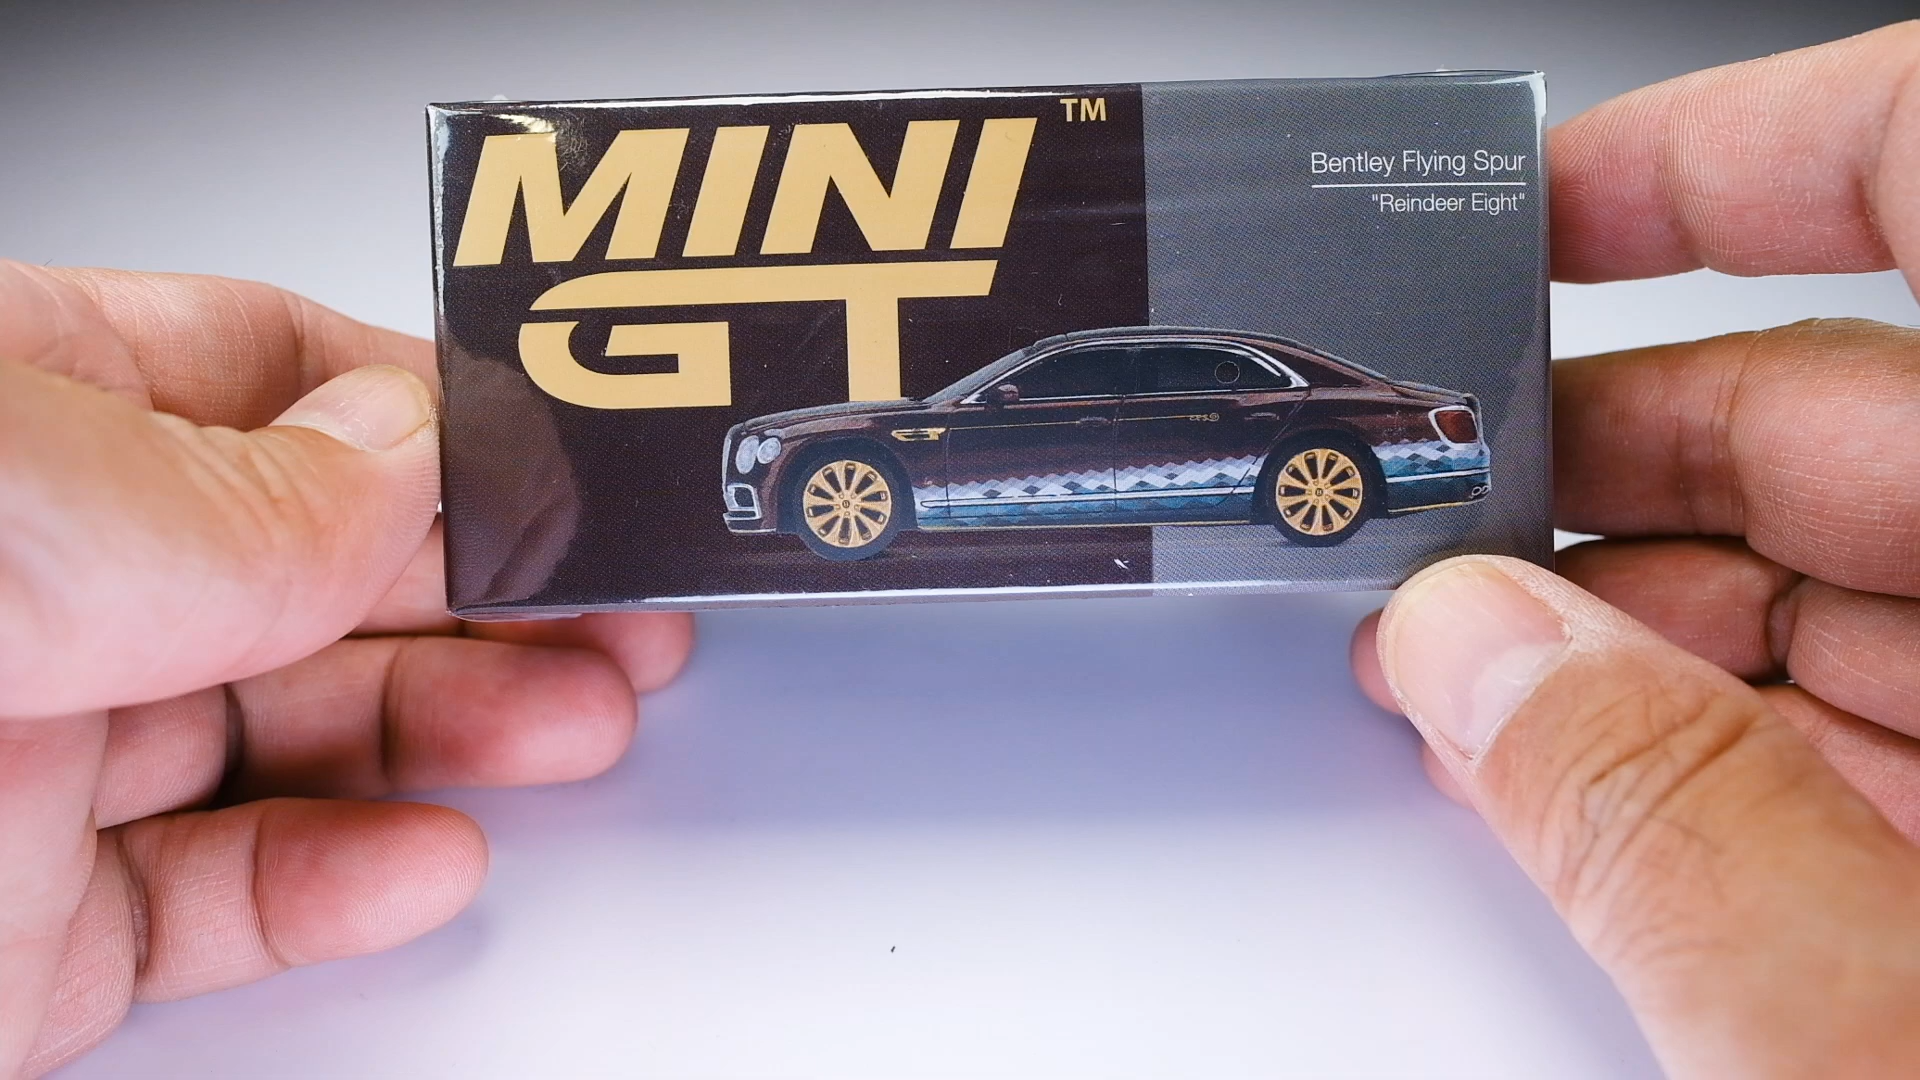 MINI
GT
TM
Bentley Flying Spur
"Reindeer Eight"